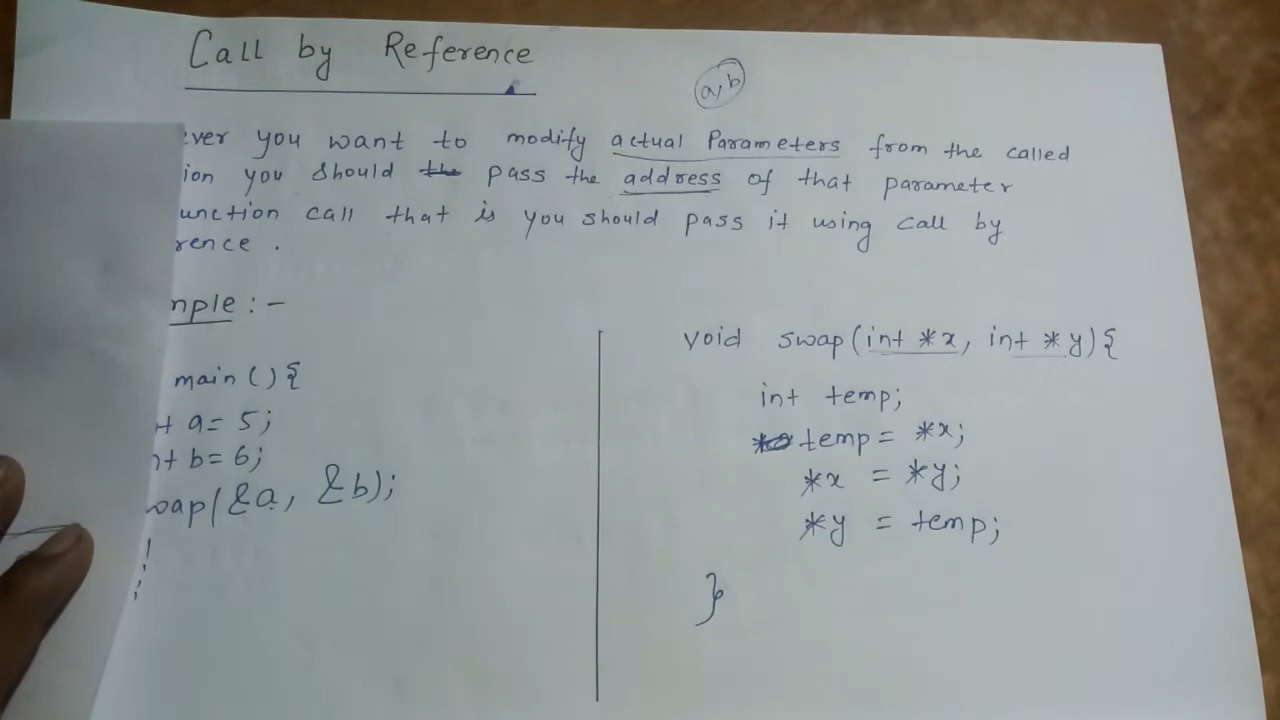 Call by Reference
a,b
ever you want to modify actual Parameters from the called
ion you should the pass the address of that parameter
unction call that is you should pass it using call by
rence .
mple : -
main () {
t a = 5;
nt b = 6;
wap(&a, &b);
void swap(int *x, int *y){
int temp;
temp = *x;
*x = *y;
*y = temp;
}